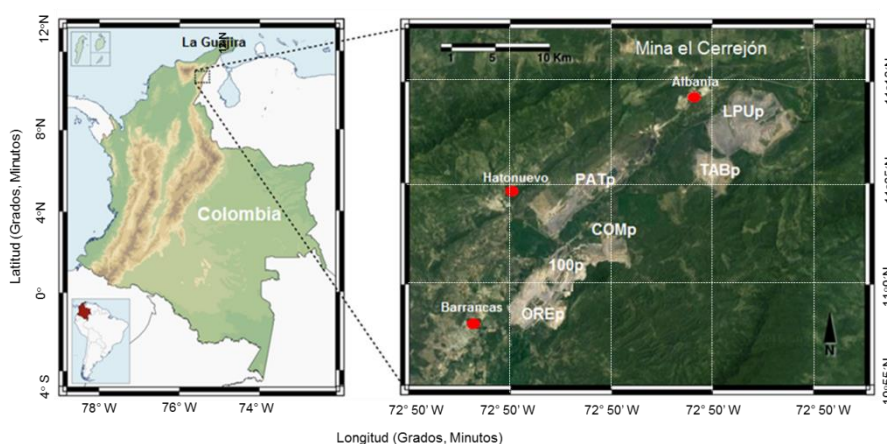 Latitud (Grados, Minutos)
12°N
8°N
4°N
0°
4°S
La Guajira
Colombia
78° W
76° W
74° W
1 5 10 Km
Mina el Cerrejón
Albania
LPUp
TABp
Hatonuevo
PATp
COMp
100p
Barrancas
OREp
N
72° 50' W
72° 50' W
72° 50' W
72° 50' W
72° 50' W
Longitud (Grados, Minutos)